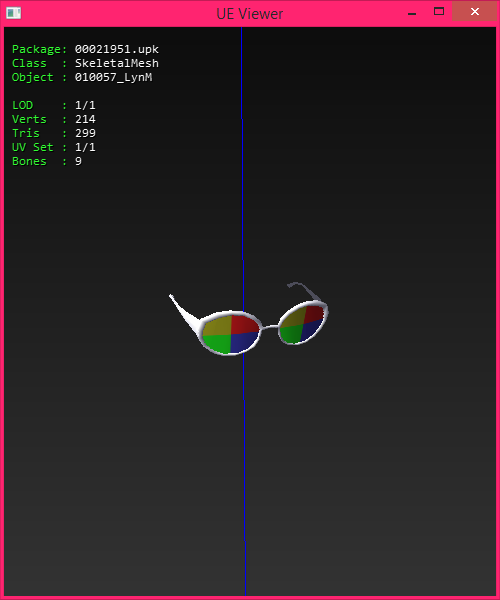 UE Viewer
Package: 00021951.upk
Class : SkeletalMesh
Object : 010057_LynM
LOD : 1/1
Verts : 214
Tris : 299
UV Set : 1/1
Bones : 9